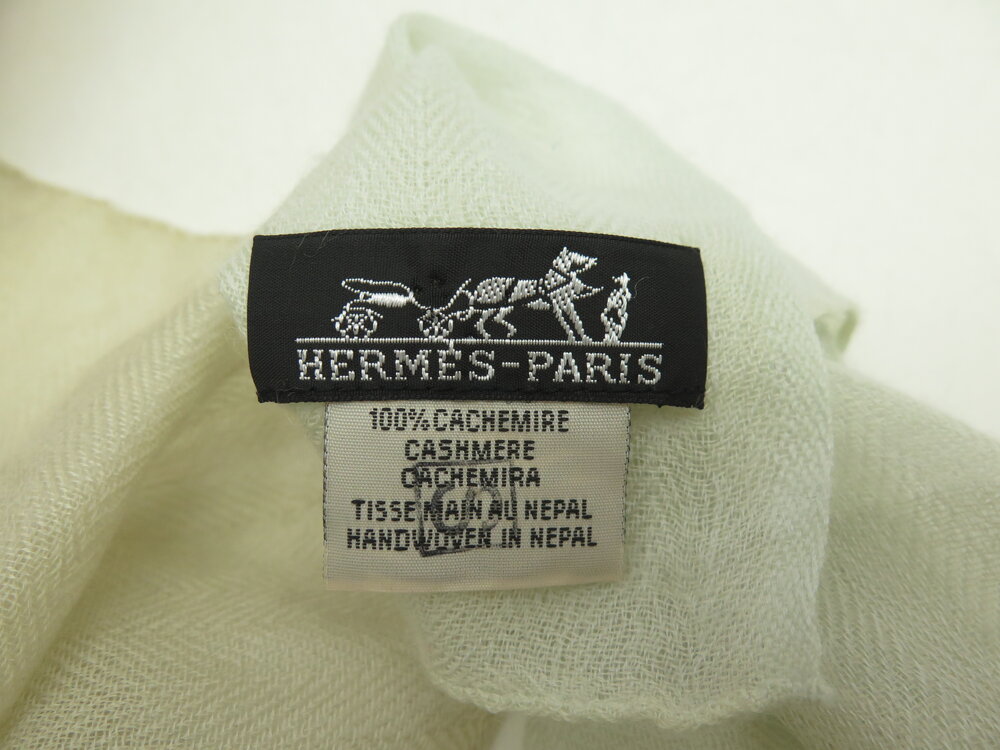 HERMES-PARIS
100% CACHEMIRE
CASHMERE
CACHEMIRA
TISSE MAIN AU NEPAL
HANDWOVEN IN NEPAL
S